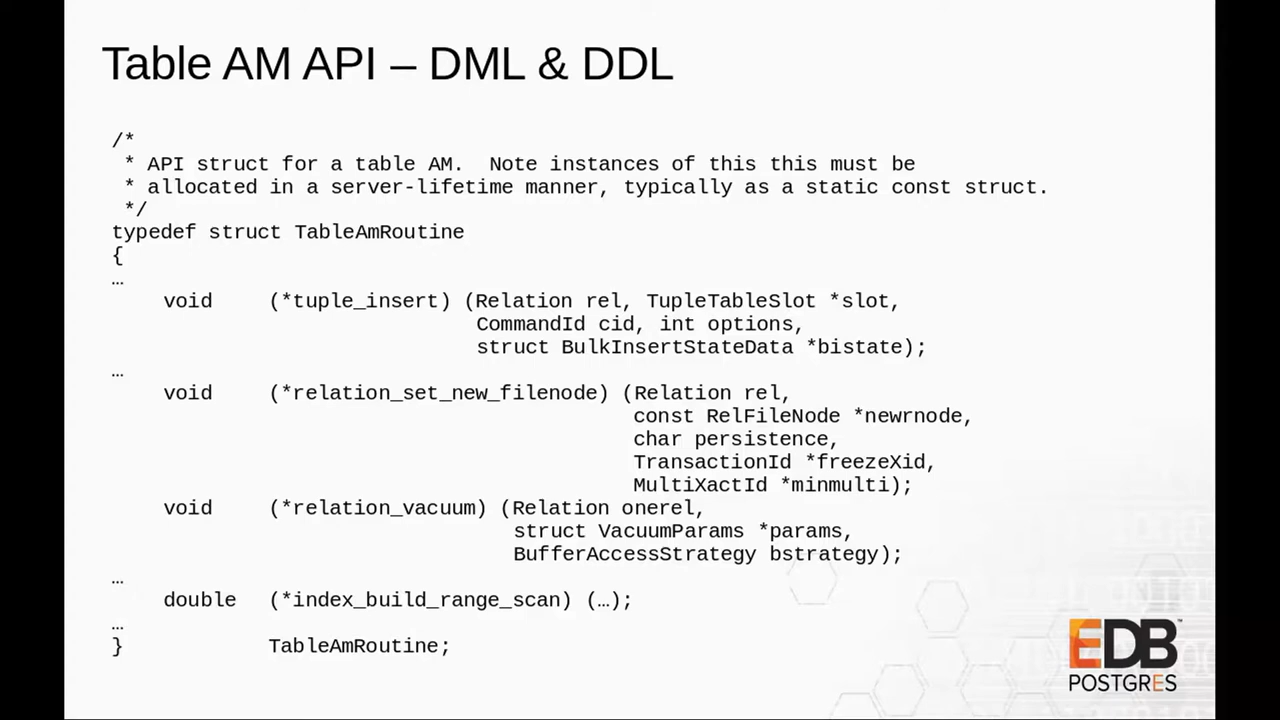 Table AM API – DML & DDL
/*
 * API struct for a table AM.  Note instances of this this must be
 * allocated in a server-lifetime manner, typically as a static const struct.
 */
typedef struct TableAmRoutine
{
…
void (*tuple_insert) (Relation rel, TupleTableSlot *slot,
CommandId cid, int options,
struct BulkInsertStateData *bistate);
…
void (*relation_set_new_filenode) (Relation rel,
const RelFileNode *newrnode,
char persistence,
TransactionId *freezeXid,
MultiXactId *minmulti);
void (*relation_vacuum) (Relation onerel,
struct VacuumParams *params,
BufferAccessStrategy bstrategy);
…
double (*index_build_range_scan) (…);
…
} TableAmRoutine;
EDB™
POSTGRES